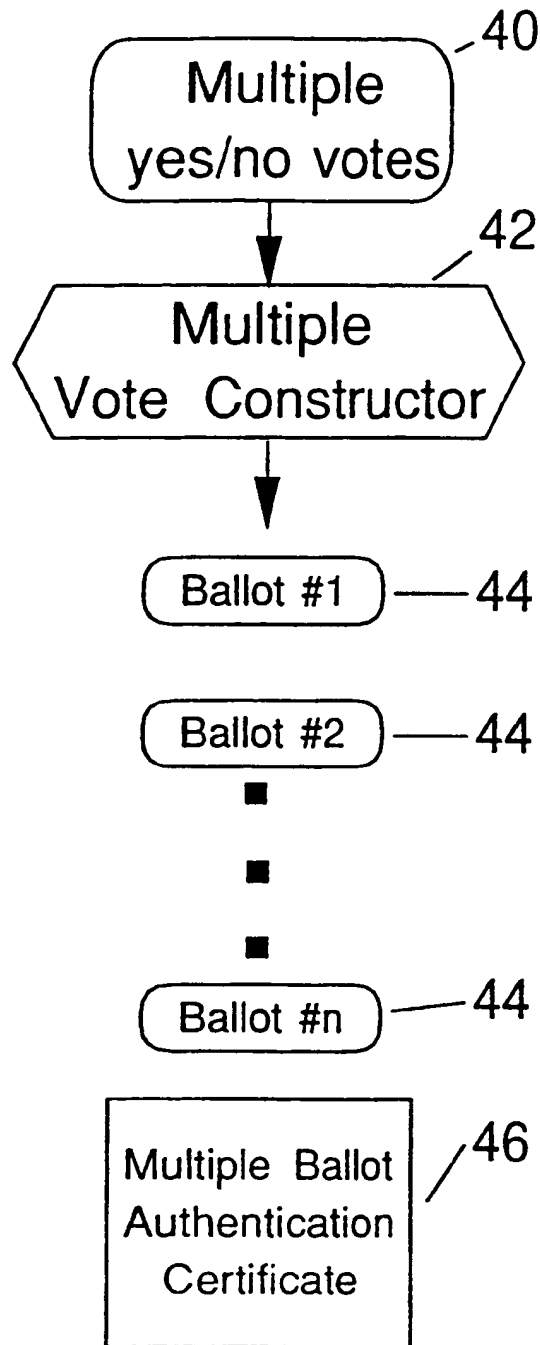 40
Multiple
yes/no votes
42
Multiple
Vote Constructor
Ballot #1
44
Ballot #2
44
Ballot #n
44
46
Multiple Ballot
Authentication
Certificate